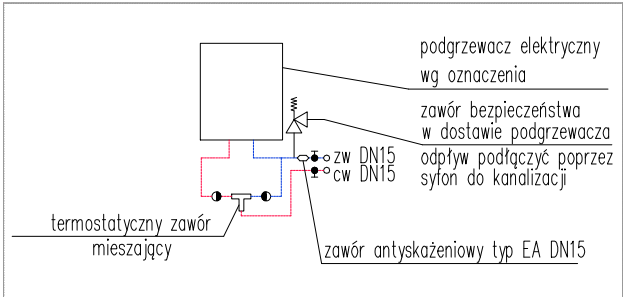 podgrzewacz elektryczny
wg oznaczenia
zawór bezpieczeństwa
w dostawie podgrzewacza
odpływ podłączyć poprzez
syfon do kanalizacji
zw DN15
cw DN15
termostatyczny zawór
mieszający
zawór antyskażeniowy typ EA DN15